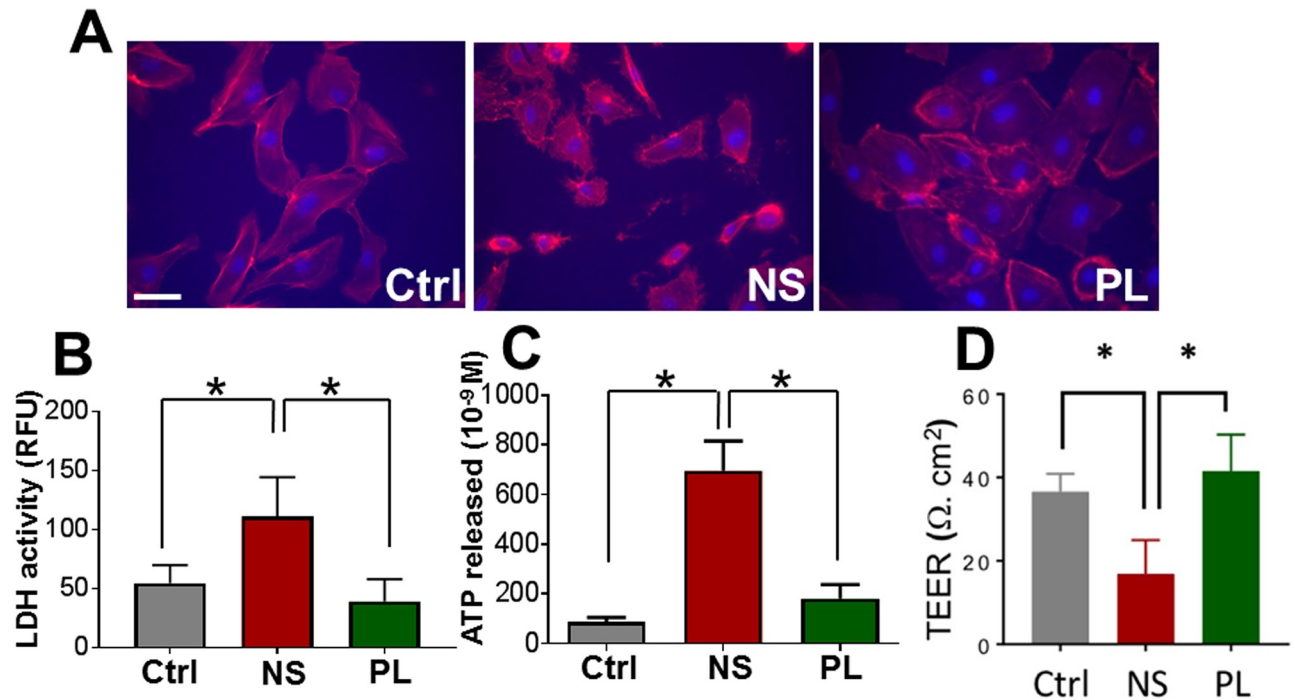 A
Ctrl
NS
PL
B
LDH activity (RFU)
200
150
100
50
0
*
*
Ctrl
NS
PL
C
ATP released (10⁻⁹M)
1000
800
600
400
200
0
*
*
Ctrl
NS
PL
D
TEER (Ω. cm²)
60
40
20
0
*
*
Ctrl
NS
PL